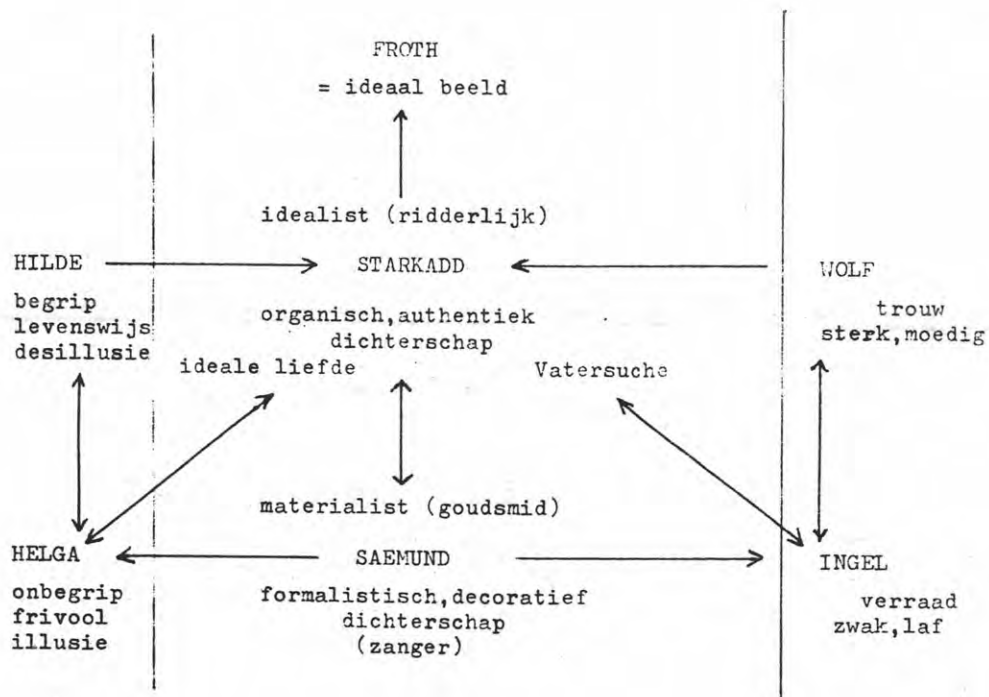 FROTH
= ideaal beeld
idealist (ridderlijk)
HILDE
STARKADD
WOLF
begrip
levenswijs
desillusie
organisch,authentiek
dichterschap
trouw
sterk,moedig
ideale liefde
Vatersuche
materialist (goudsmid)
HELGA
SAEMUND
INGEL
onbegrip
frivool
illusie
formalistisch,decoratief
dichterschap
(zanger)
verraad
zwak,laf